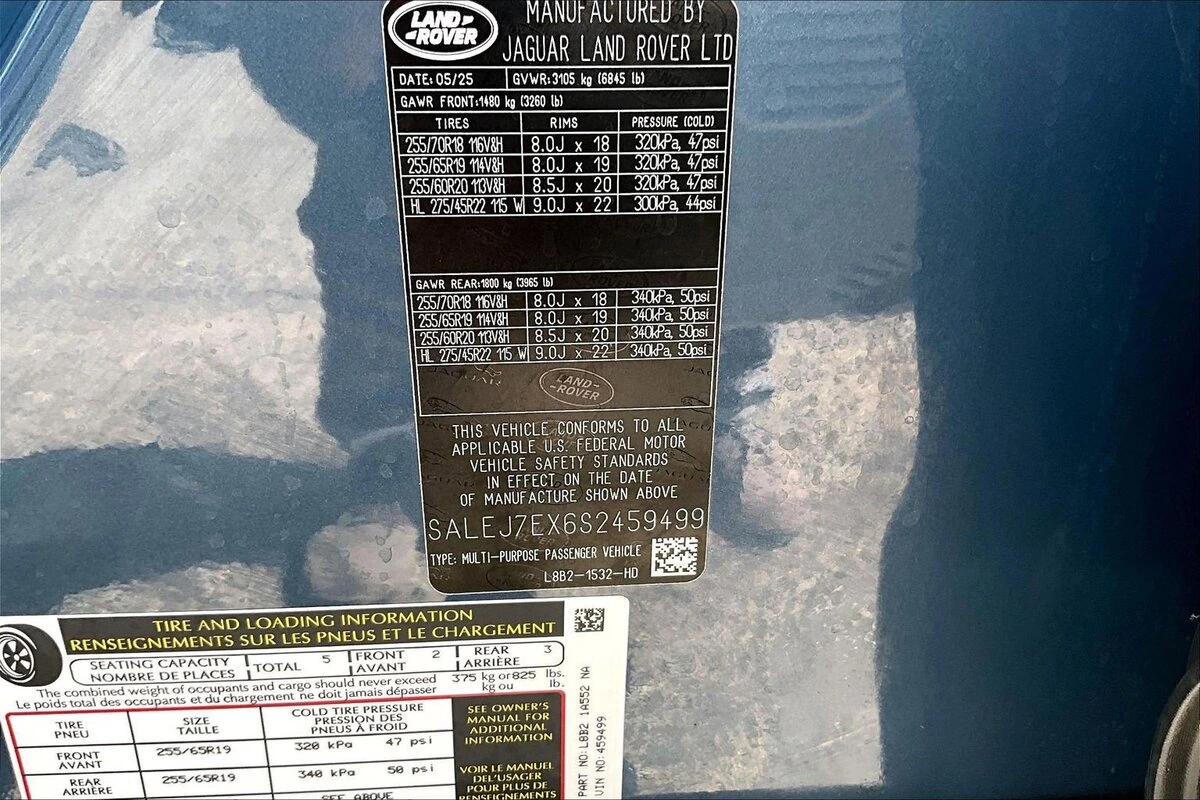 LAND-
-ROVER
MANUFACTURED BY
JAGUAR LAND ROVER LTD
DATE: 05/25 GVWR:3105 kg (6845 lb)
GAWR FRONT:1480 kg (3260 lb)
TIRES RIMS PRESSURE (COLD)
255/70R18 116V&H 8.0J x 18 320kPa, 47psi
255/65R19 114V&H 8.0J x 19 320kPa, 47psi
255/60R20 113V&H 8.5J x 20 320kPa, 47psi
HL 275/45R22 115 W 9.0J x 22 300kPa, 44psi
GAWR REAR:1800 kg (3965 lb)
255/70R18 116V&H 8.0J x 18 340kPa, 50psi
255/65R19 114V&H 8.0J x 19 340kPa, 50psi
255/60R20 113V&H 8.5J x 20 340kPa, 50psi
HL 275/45R22 115 W 9.0J x 22 340kPa, 50psi
JAGUAR
LAND-
-ROVER
THIS VEHICLE CONFORMS TO ALL
APPLICABLE U.S. FEDERAL MOTOR
VEHICLE SAFETY STANDARDS
IN EFFECT ON THE DATE
OF MANUFACTURE SHOWN ABOVE
SALEJ7EX6S2459499
TYPE: MULTI-PURPOSE PASSENGER VEHICLE
L8B2-1532-HD
TIRE AND LOADING INFORMATION
RENSEIGNEMENTS SUR LES PNEUS ET LE CHARGEMENT
SEATING CAPACITY
NOMBRE DE PLACES
TOTAL 5
FRONT 2
AVANT
REAR 3
ARRIÈRE
The combined weight of occupants and cargo should never exceed 375 kg or 825 lbs.
Le poids total des occupants et du chargement ne doit jamais dépasser kg ou lb.
TIRE
PNEU
SIZE
TAILLE
COLD TIRE PRESSURE
PRESSION DES
PNEUS À FROID
FRONT
AVANT
255/65R19
320 kPa 47 psi
REAR
ARRIÈRE
255/65R19
340 kPa 50 psi
SEE ABOVE
SEE OWNER'S
MANUAL FOR
ADDITIONAL
INFORMATION
VOIR LE MANUEL
DE L'USAGER
POUR PLUS DE
RENSEIGNEMENTS
PART NO: L8B2 1A552 NA
VIN NO: 459499